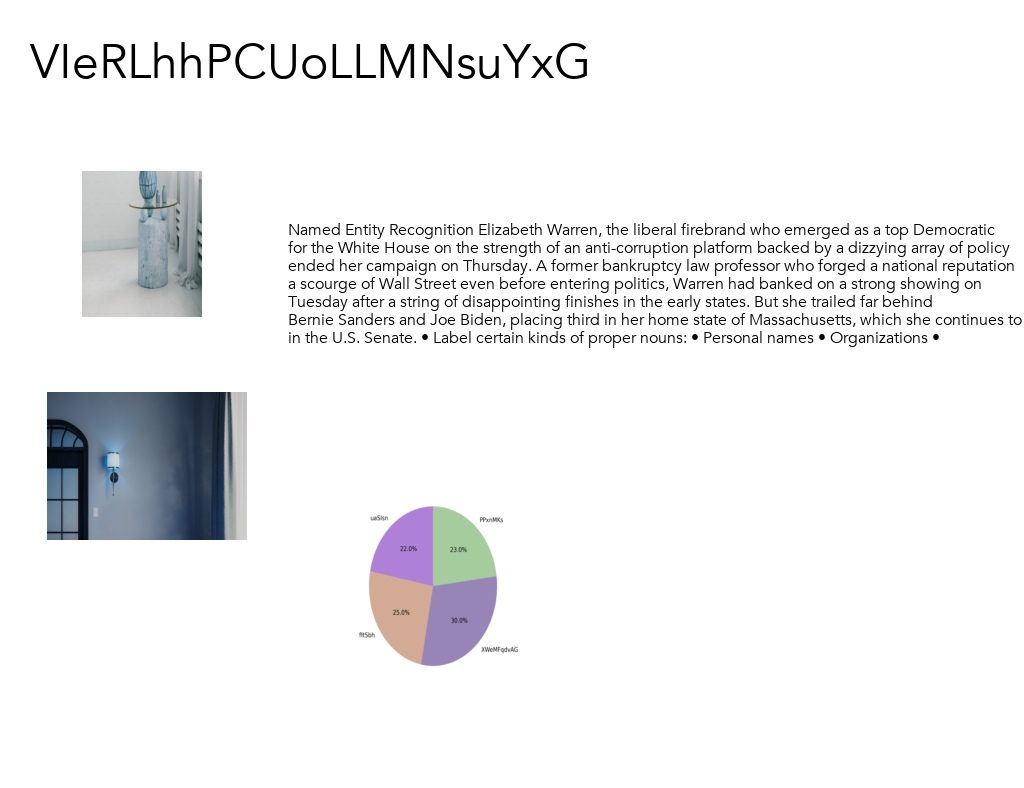 VIeRLhhPCUoLLMNsuYxG
Named Entity Recognition Elizabeth Warren, the liberal firebrand who emerged as a top Democratic
for the White House on the strength of an anti-corruption platform backed by a dizzying array of policy
ended her campaign on Thursday. A former bankruptcy law professor who forged a national reputation
a scourge of Wall Street even before entering politics, Warren had banked on a strong showing on
Tuesday after a string of disappointing finishes in the early states. But she trailed far behind
Bernie Sanders and Joe Biden, placing third in her home state of Massachusetts, which she continues to
in the U.S. Senate. • Label certain kinds of proper nouns: • Personal names • Organizations •
uaSlsn
PPxnMKs
22.0%
23.0%
25.0%
30.0%
XWeMFqdvAG